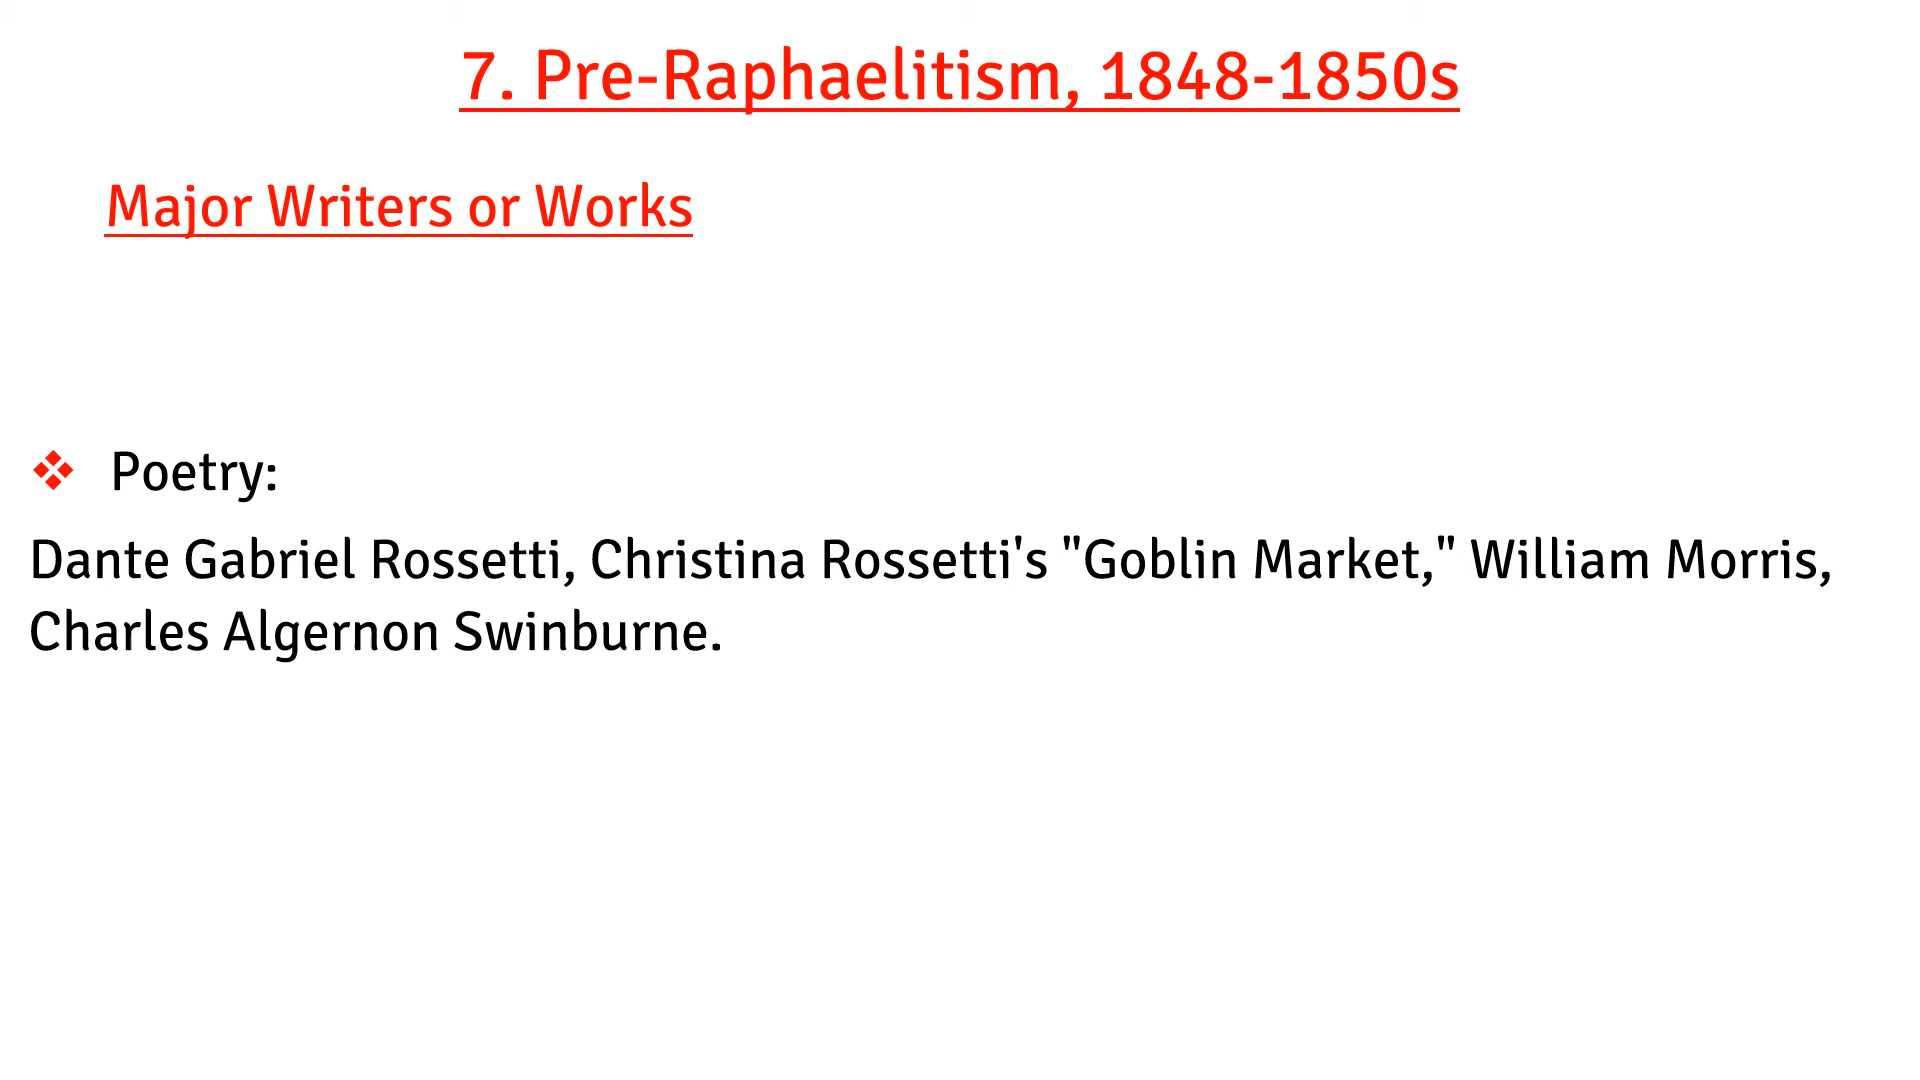 7. Pre-Raphaelitism, 1848-1850s
Major Writers or Works
❖ Poetry:
Dante Gabriel Rossetti, Christina Rossetti's "Goblin Market," William Morris,
Charles Algernon Swinburne.